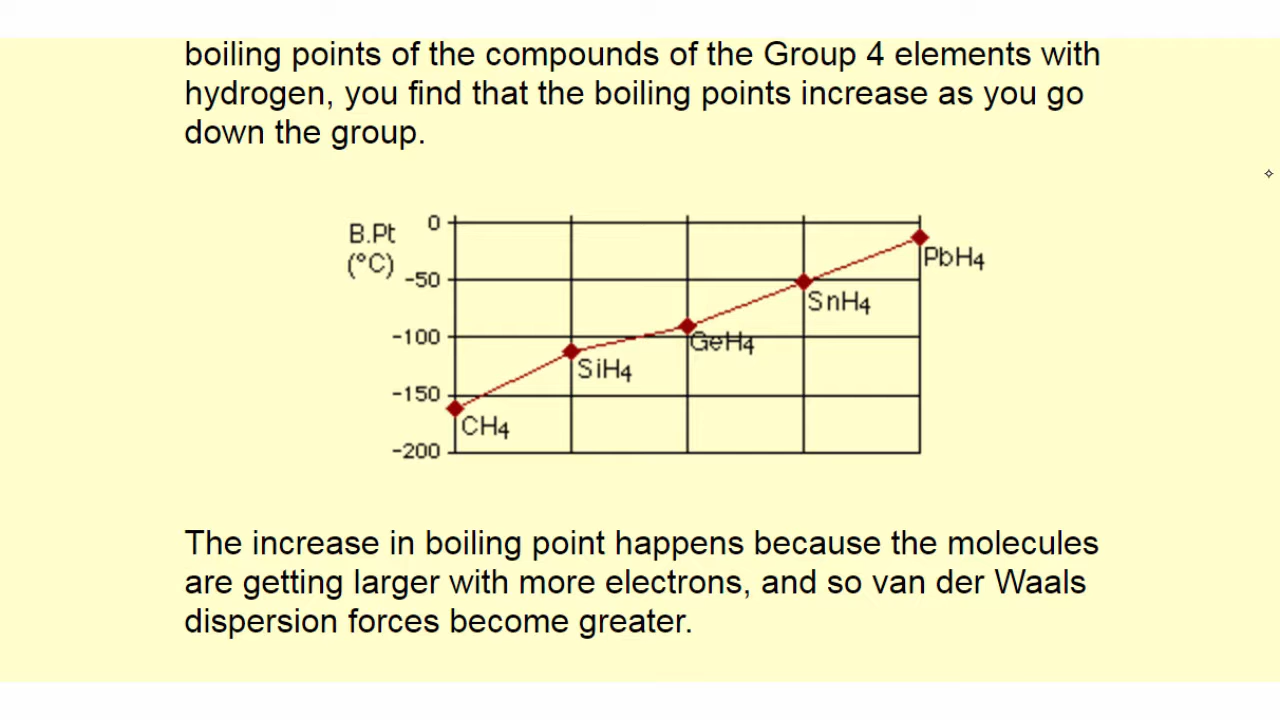 boiling points of the compounds of the Group 4 elements with
hydrogen, you find that the boiling points increase as you go
down the group.
B.Pt
(°C)
0
-50
-100
-150
-200
CH4
SiH4
GeH4
SnH4
PbH4
The increase in boiling point happens because the molecules
are getting larger with more electrons, and so van der Waals
dispersion forces become greater.